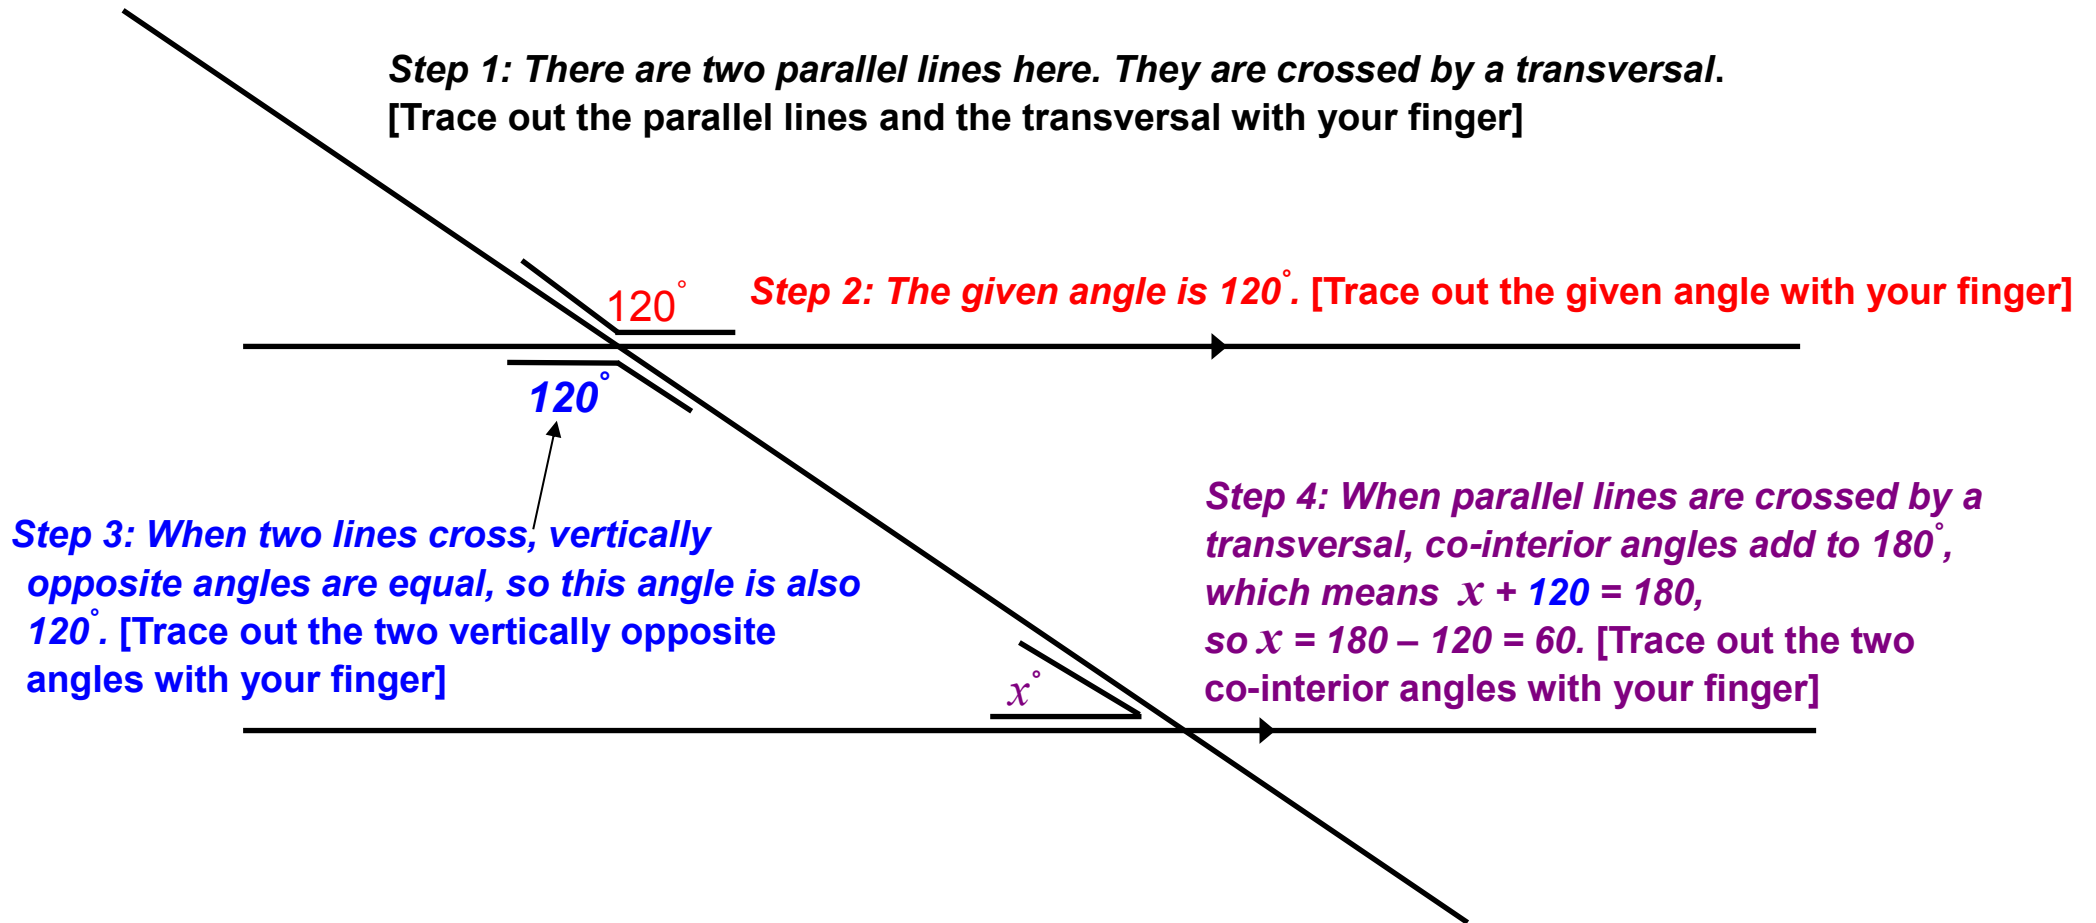 Step 1: There are two parallel lines here. They are crossed by a transversal.
[Trace out the parallel lines and the transversal with your finger]
120°
Step 2: The given angle is 120°. [Trace out the given angle with your finger]
120°
Step 3: When two lines cross, vertically
opposite angles are equal, so this angle is also
120°. [Trace out the two vertically opposite
angles with your finger]
Step 4: When parallel lines are crossed by a
transversal, co-interior angles add to 180°,
which means x + 120 = 180,
so x = 180 – 120 = 60. [Trace out the two
co-interior angles with your finger]
x°